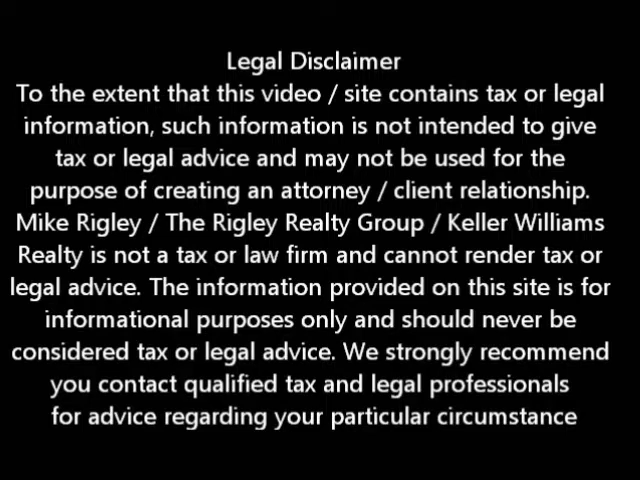 Legal Disclaimer
To the extent that this video / site contains tax or legal
information, such information is not intended to give
tax or legal advice and may not be used for the
purpose of creating an attorney / client relationship.
Mike Rigley / The Rigley Realty Group / Keller Williams
Realty is not a tax or law firm and cannot render tax or
legal advice. The information provided on this site is for
informational purposes only and should never be
considered tax or legal advice. We strongly recommend
you contact qualified tax and legal professionals
for advice regarding your particular circumstance